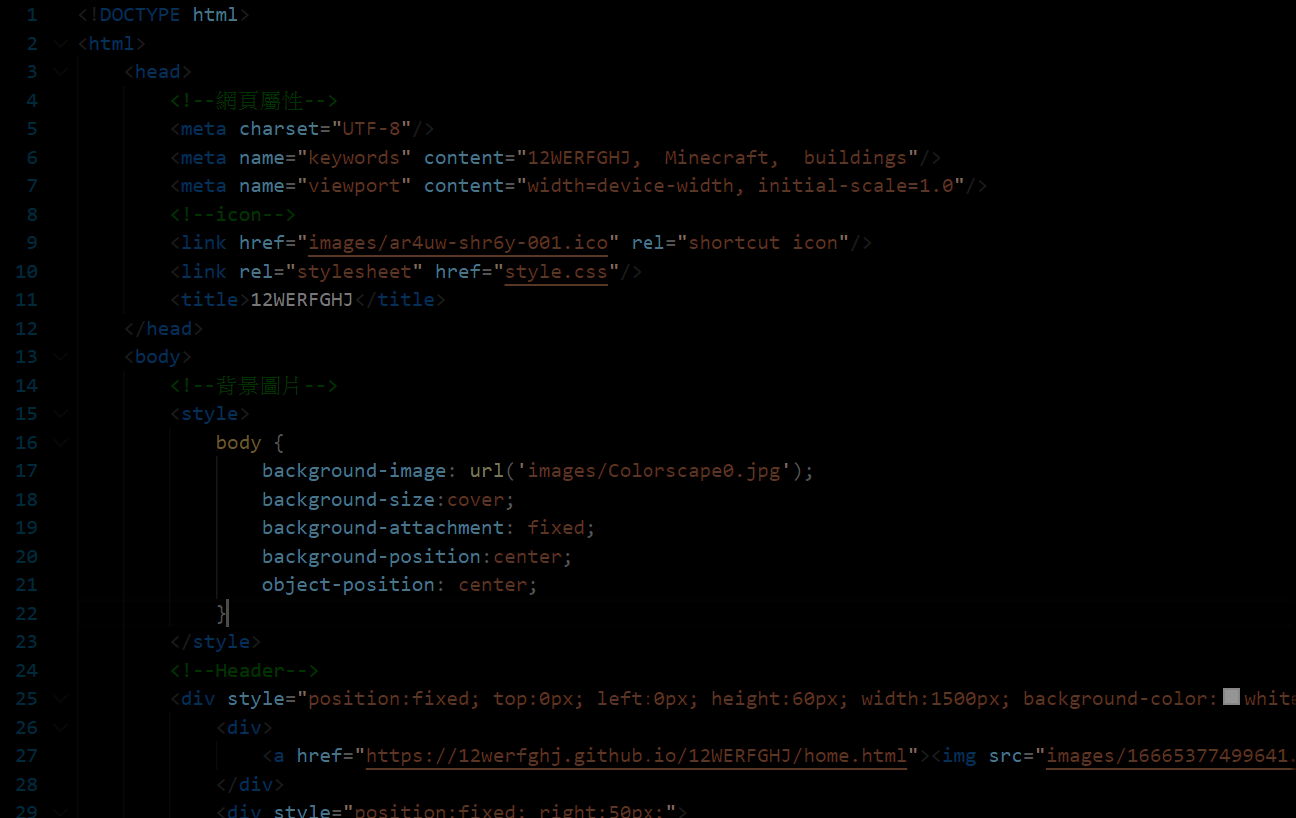 1 <!DOCTYPE html>
2 <html>
3 <head>
4 <!--網頁屬性-->
5 <meta charset="UTF-8"/>
6 <meta name="keywords" content="12WERFGHJ,  Minecraft,  buildings"/>
7 <meta name="viewport" content="width=device-width, initial-scale=1.0"/>
8 <!--icon-->
9 <link href="images/ar4uw-shr6y-001.ico" rel="shortcut icon"/>
10 <link rel="stylesheet" href="style.css"/>
11 <title>12WERFGHJ</title>
12 </head>
13 <body>
14 <!--背景圖片-->
15 <style>
16 body {
17 background-image: url('images/Colorscape0.jpg');
18 background-size:cover;
19 background-attachment: fixed;
20 background-position:center;
21 object-position: center;
22 }
23 </style>
24 <!--Header-->
25 <div style="position:fixed; top:0px; left:0px; height:60px; width:1500px; background-color:white
26 <div>
27 <a href="https://12werfghj.github.io/12WERFGHJ/home.html"><img src="images/16665377499641.
28 </div>
29 <div style="position:fixed; right:50px;">